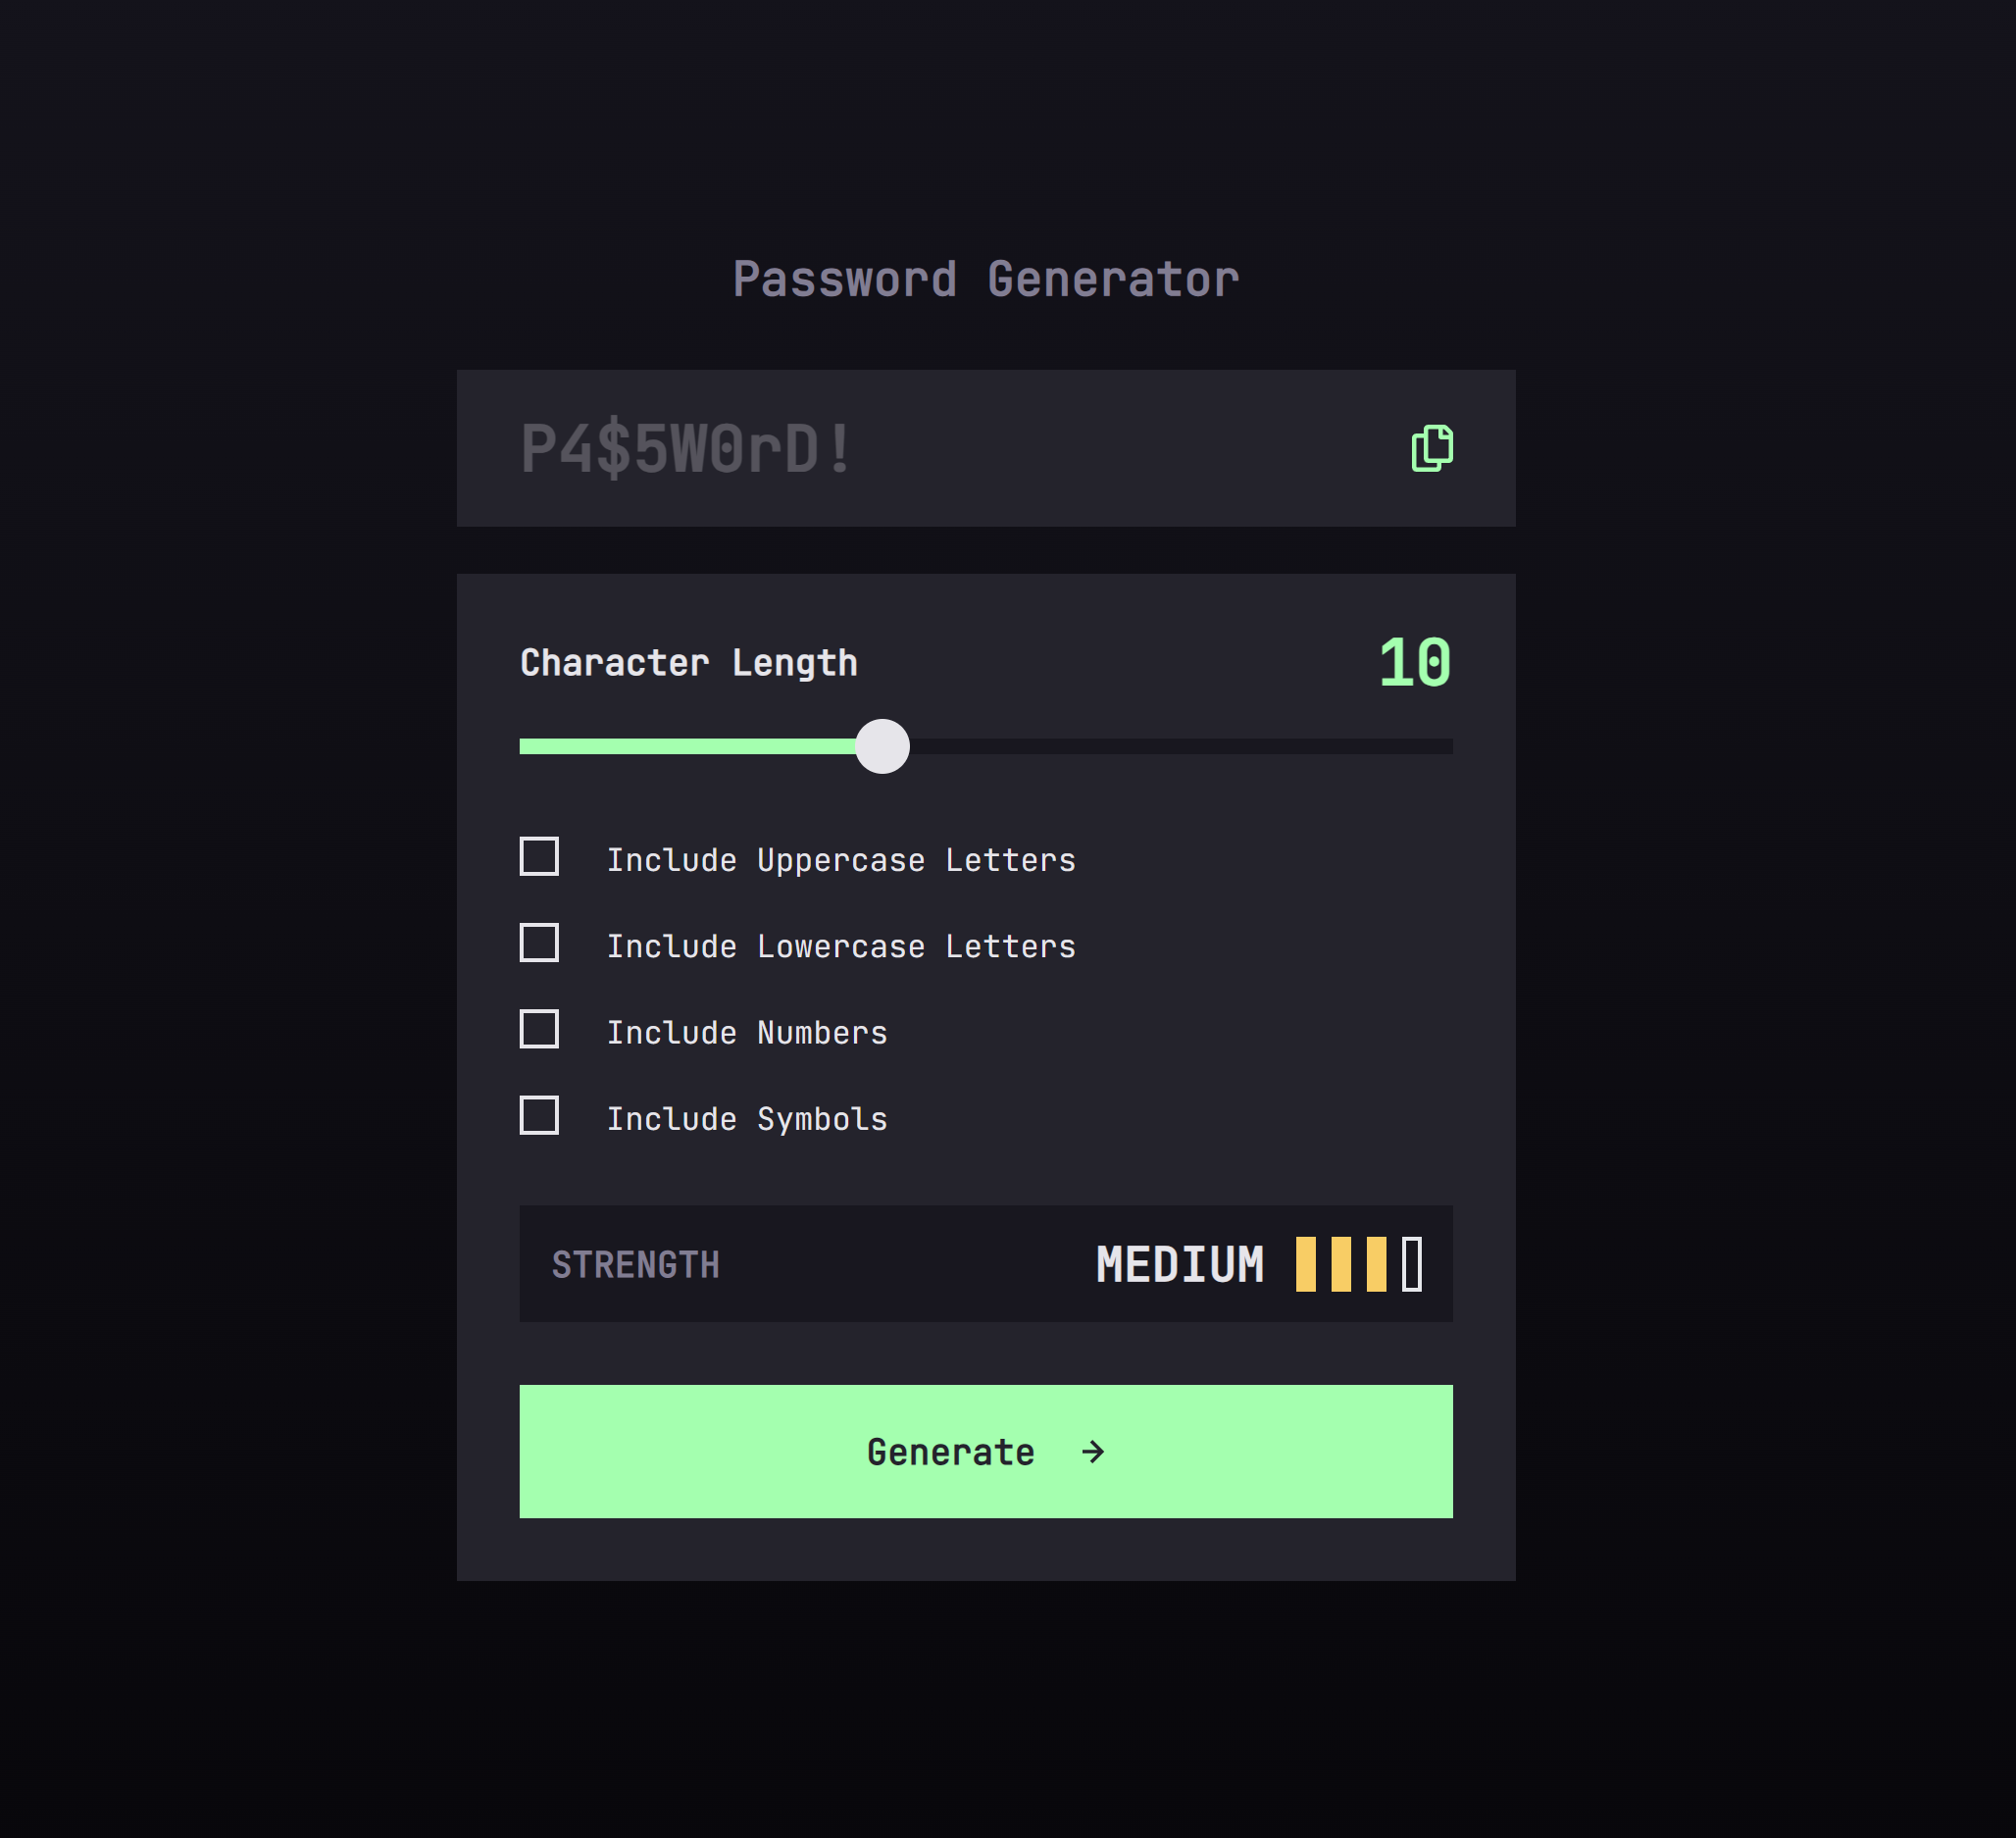 Password Generator
P4$5W0rD!
Character Length 10
Include Uppercase Letters
Include Lowercase Letters
Include Numbers
Include Symbols
STRENGTH MEDIUM
Generate →